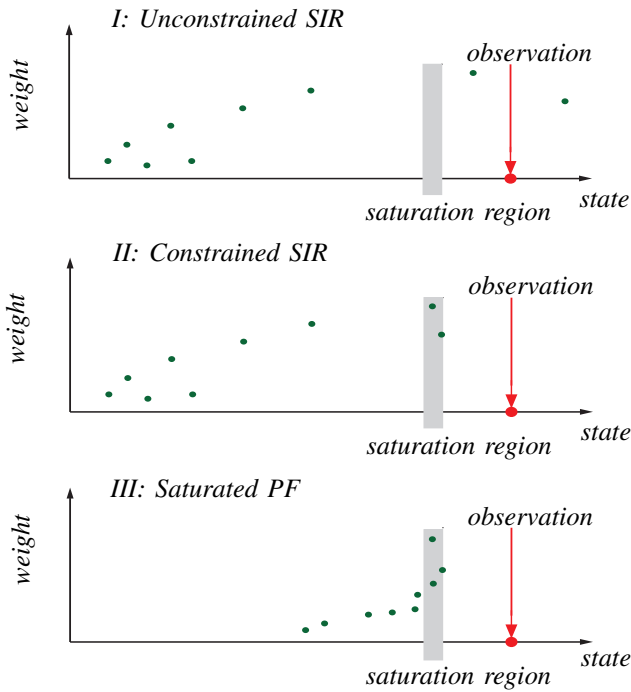 I: Unconstrained SIR
observation
weight
state
saturation region
II: Constrained SIR
observation
weight
state
saturation region
III: Saturated PF
observation
weight
state
saturation region